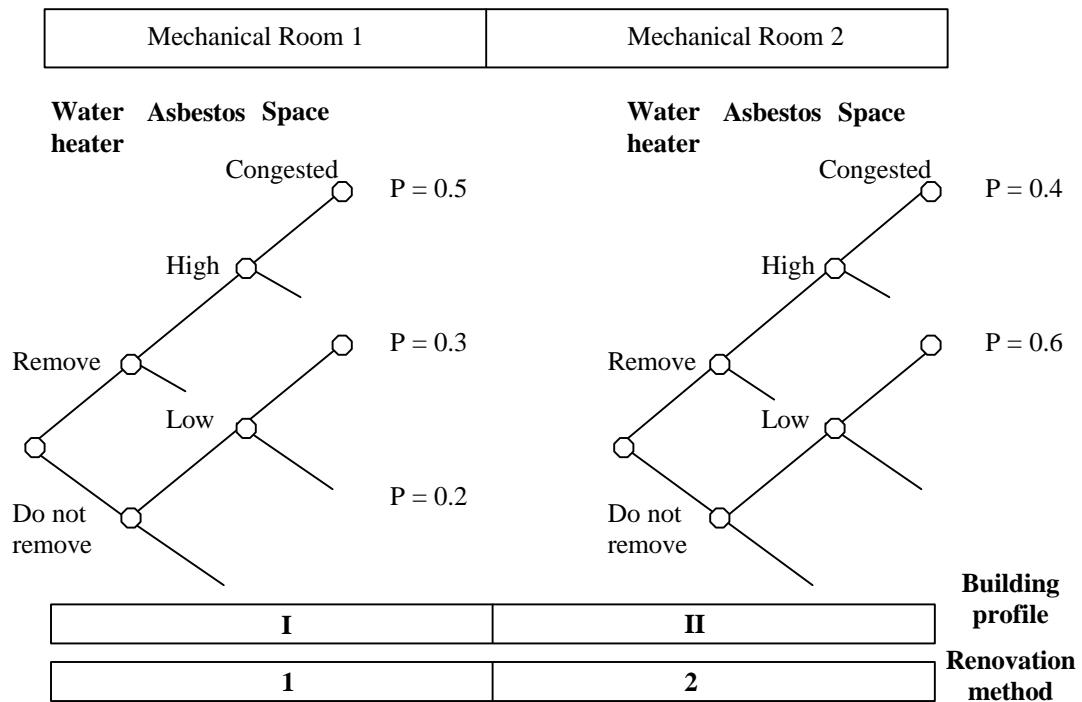 Mechanical Room 1
Mechanical Room 2
Water Asbestos Space
heater
Congested
P = 0.5
High
Remove
P = 0.3
Low
Do not
remove
P = 0.2
Water Asbestos Space
heater
Congested
P = 0.4
High
Remove
P = 0.6
Low
Do not
remove
Building
profile
I
II
Renovation
method
1
2